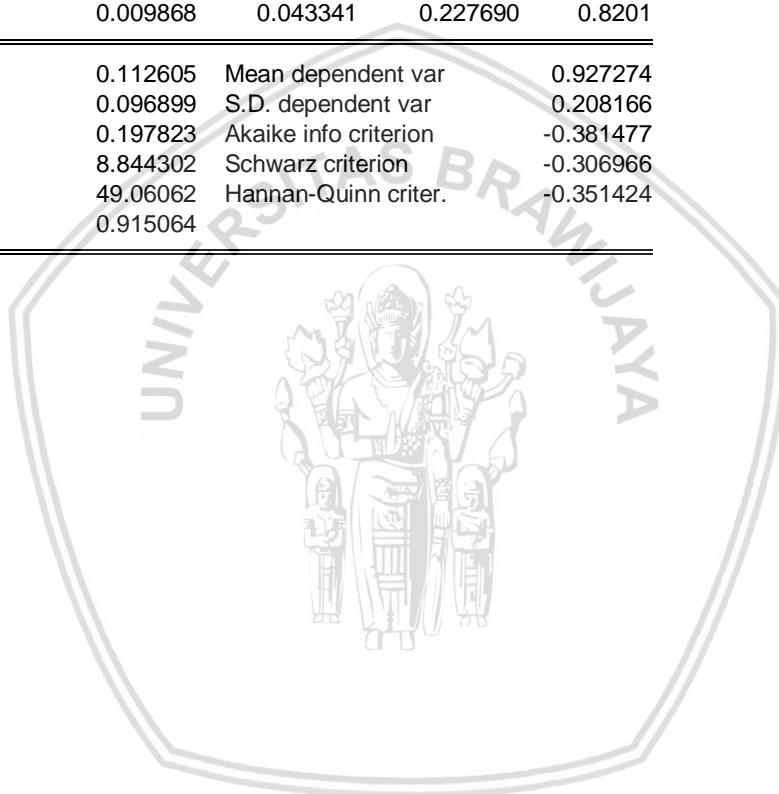 0.009868 0.043341 0.227690 0.8201
0.112605 Mean dependent var 0.927274
0.096899 S.D. dependent var 0.208166
0.197823 Akaike info criterion -0.381477
8.844302 Schwarz criterion -0.306966
49.06062 Hannan-Quinn criter. -0.351424
0.915064
UNIVERSITAS BRAWIJAYA